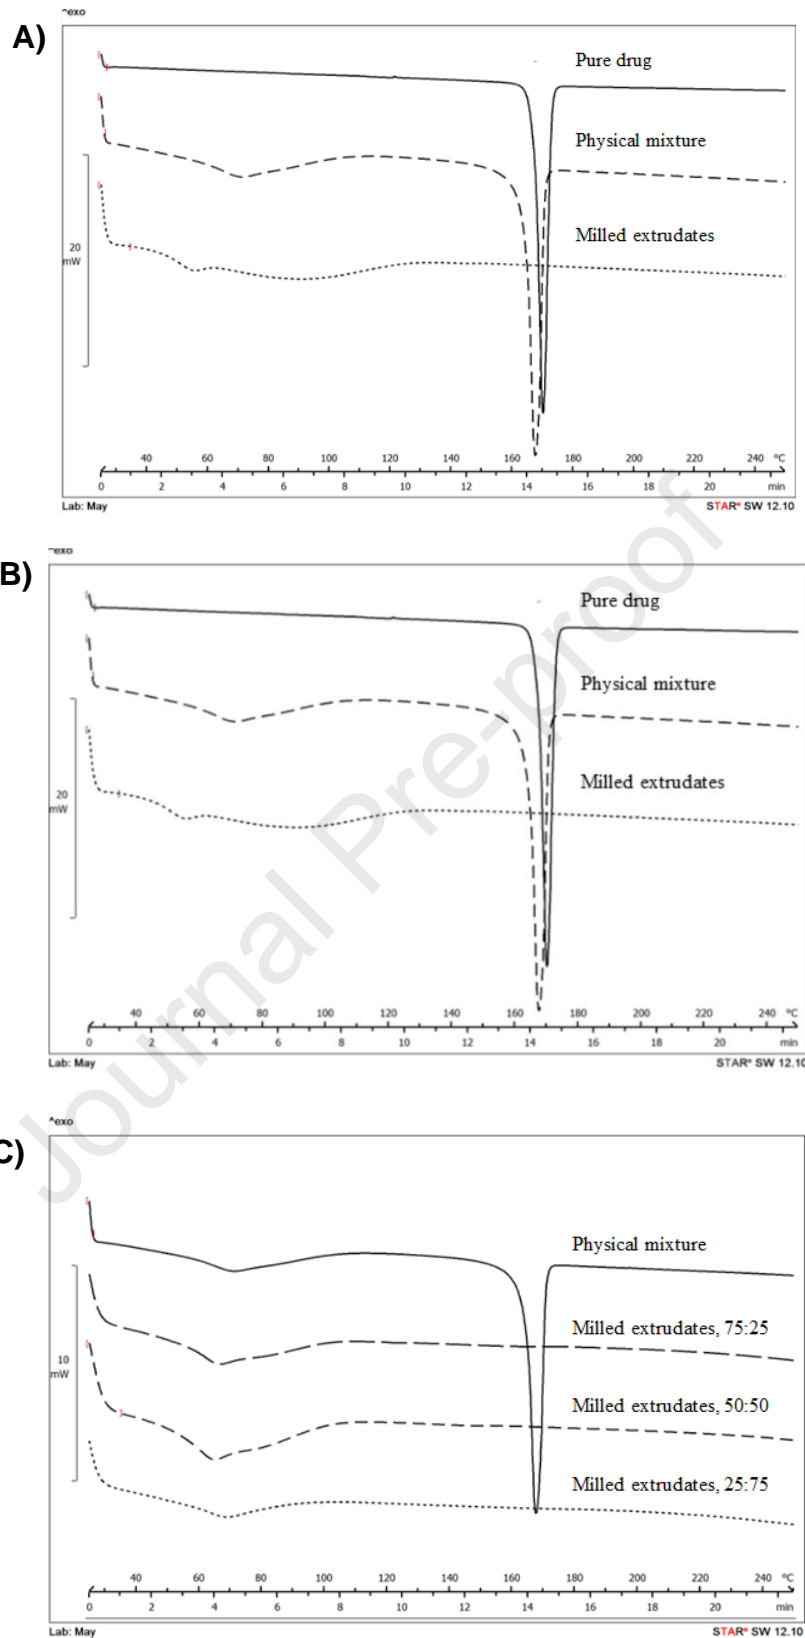 ^exo
A)
Pure drug
Physical mixture
Milled extrudates
20
mW
40 60 80 100 120 140 160 180 200 220 240 °C
0 2 4 6 8 10 12 14 16 18 20 min
Lab: May
STAR® SW 12.10
^exo
B)
Pure drug
Physical mixture
Milled extrudates
20
mW
40 60 80 100 120 140 160 180 200 220 240 °C
0 2 4 6 8 10 12 14 16 18 20 min
Lab: May
STAR® SW 12.10
^exo
C)
Physical mixture
Milled extrudates, 75:25
Milled extrudates, 50:50
Milled extrudates, 25:75
10
mW
40 60 80 100 120 140 160 180 200 220 240 °C
0 2 4 6 8 10 12 14 16 18 20 min
Lab: May
STAR® SW 12.10
Journal Pre-proof